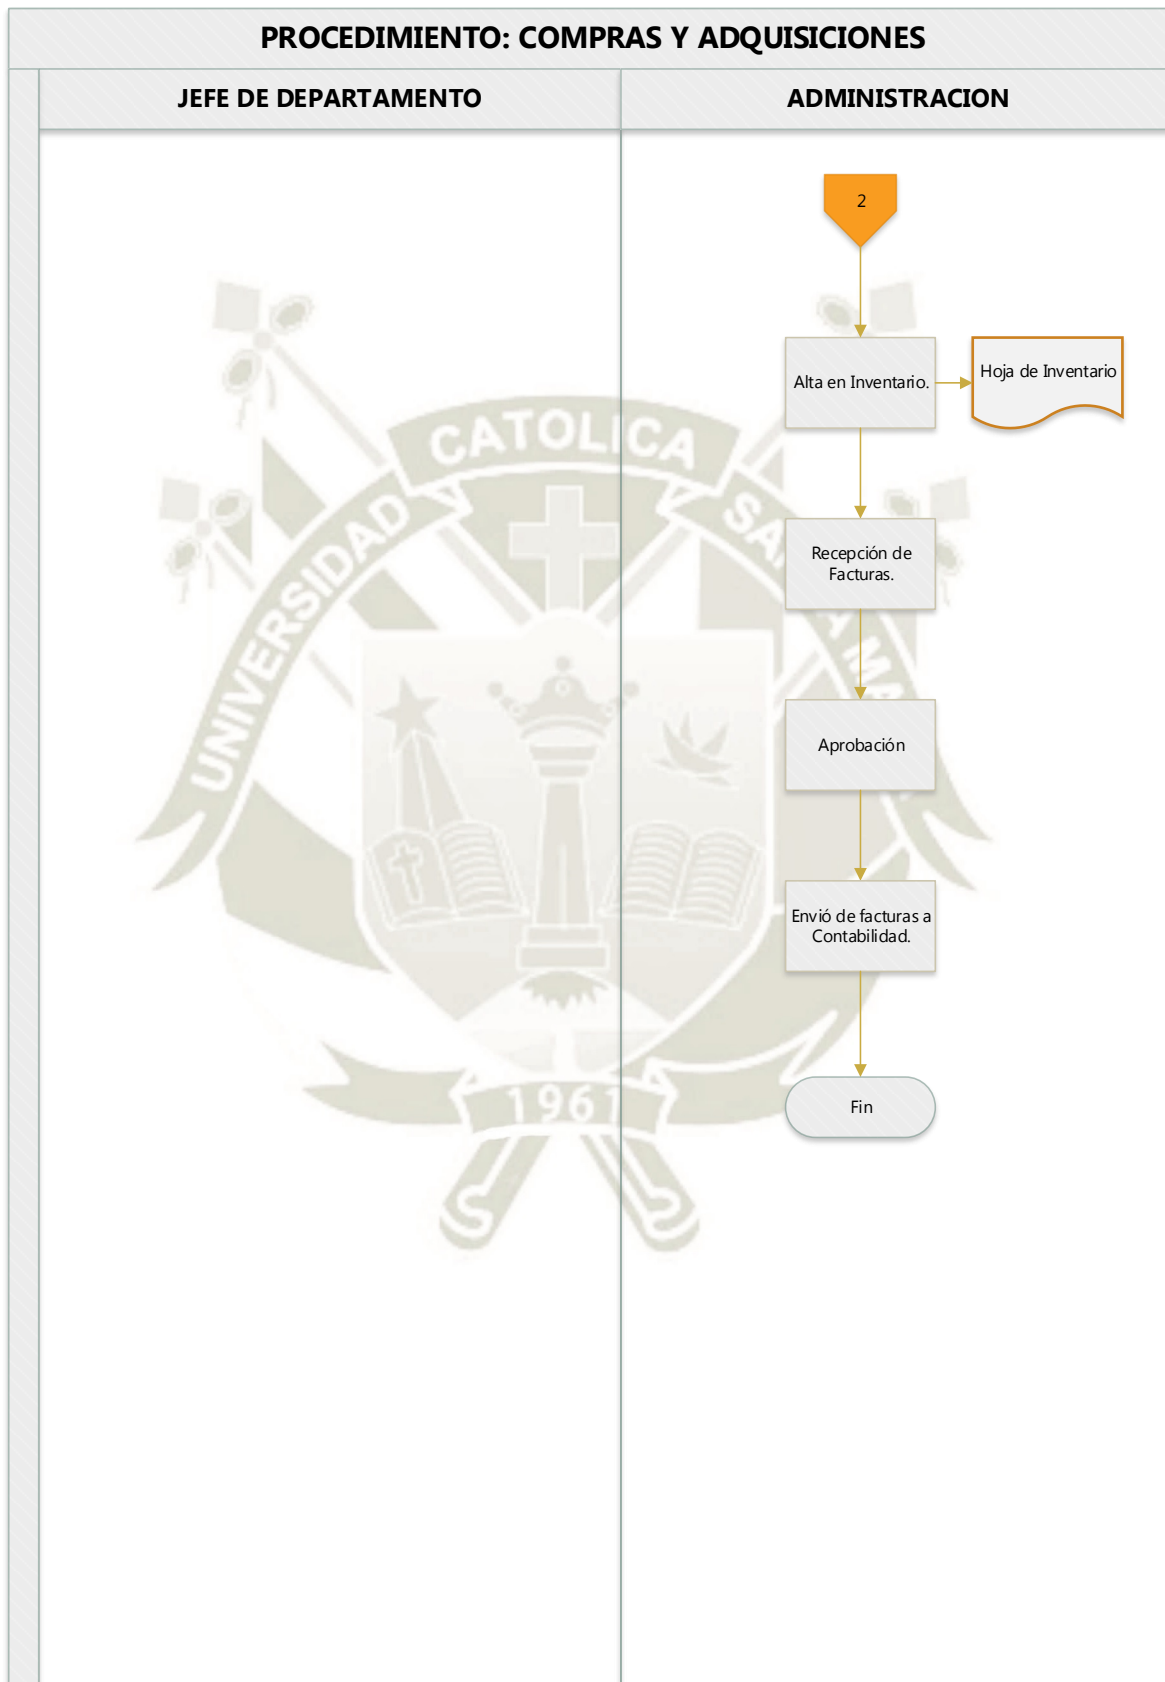 PROCEDIMIENTO: COMPRAS Y ADQUISICIONES
JEFE DE DEPARTAMENTO
ADMINISTRACION
2
Alta en Inventario.
Hoja de Inventario
Recepción de
Facturas.
Aprobación
Envió de facturas a
Contabilidad.
Fin
UNIVERSIDAD
CATOLICA
1961